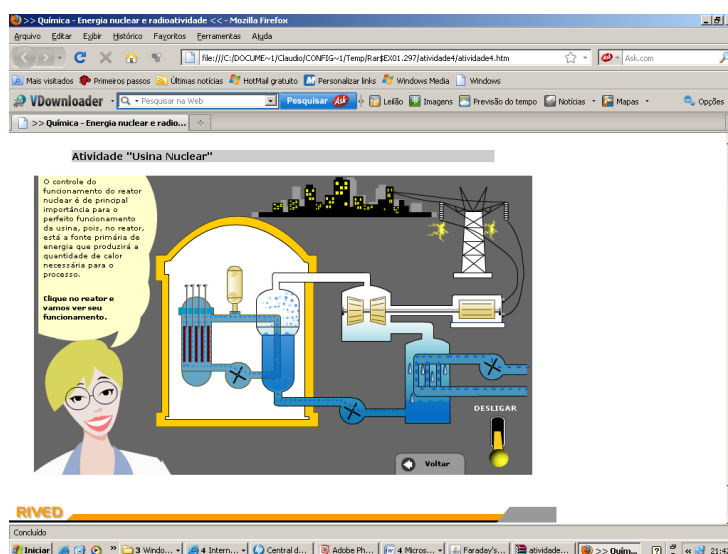 >> Química - Energia nuclear e radioatividade << - Mozilla Firefox
Arquivo Editar Exibir Histórico Favoritos Ferramentas Ajuda
file:///C:/DOCUME~1/Claudio/CONFIG~1/Temp/Rar$EX01.297/atividade4/atividade4.htm
Ask.com
Mais visitados Primeiros passos Últimas notícias HotMail gratuito Personalizar links Windows Media Windows
VDownloader Pesquisar na Web Pesquisar Ask Leilão Imagens Previsão do tempo Notícias Mapas Opções
>> Química - Energia nuclear e radio...
Atividade "Usina Nuclear"
O controle do
funcionamento do reator
nuclear é de principal
importância para o
perfeito funcionamento
da usina, pois, no reator,
está a fonte primária de
energia que produzirá a
quantidade de calor
necessária para o
processo.
Clique no reator e
vamos ver seu
funcionamento.
DESLIGAR
Voltar
RIVED
Concluído
Iniciar » 3 Windo... 4 Intern... Central d... Adobe Ph... 4 Micros... Faraday's... atividade... >> Quím... « 21:42